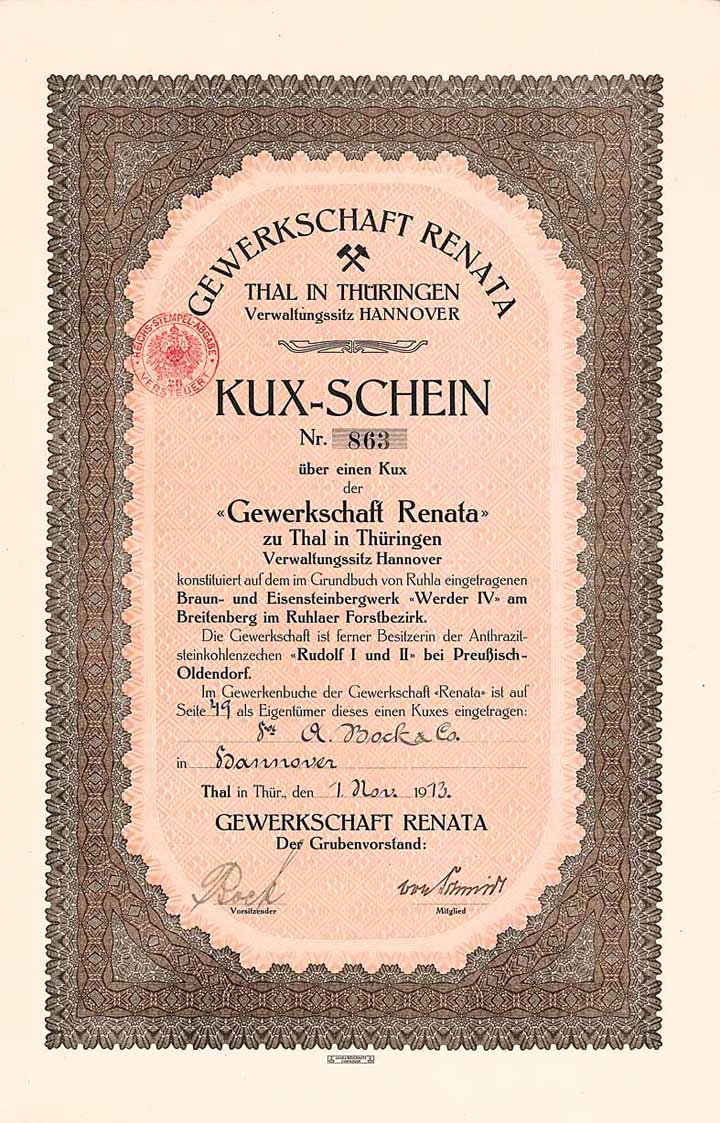 GEWERKSCHAFT RENATA
THAL IN THÜRINGEN
Verwaltungssitz HANNOVER
REICHS-STEMPEL-ABGABE
26
VERSTEUERT
KUX-SCHEIN
Nr. 863
über einen Kux
der
«Gewerkschaft Renata»
zu Thal in Thüringen
Verwaltungssitz Hannover
konstituiert auf dem im Grundbuch von Ruhla eingetragenen
Braun- und Eisensteinbergwerk «Werder IV» am
Breitenberg im Ruhlaer Forstbezirk.
Die Gewerkschaft ist ferner Besitzerin der Anthrazit-
steinkohlenzechen «Rudolf I und II» bei Preußisch-
Oldendorf.
Im Gewerkenbuche der Gewerkschaft «Renata» ist auf
Seite 49 als Eigentümer dieses einen Kuxes eingetragen:
A. Bock & Co.
in Hannover
Thal in Thür., den 1. Nov. 1913.
GEWERKSCHAFT RENATA
Der Grubenvorstand:
Bock von Schmidt
Vorsitzender Mitglied